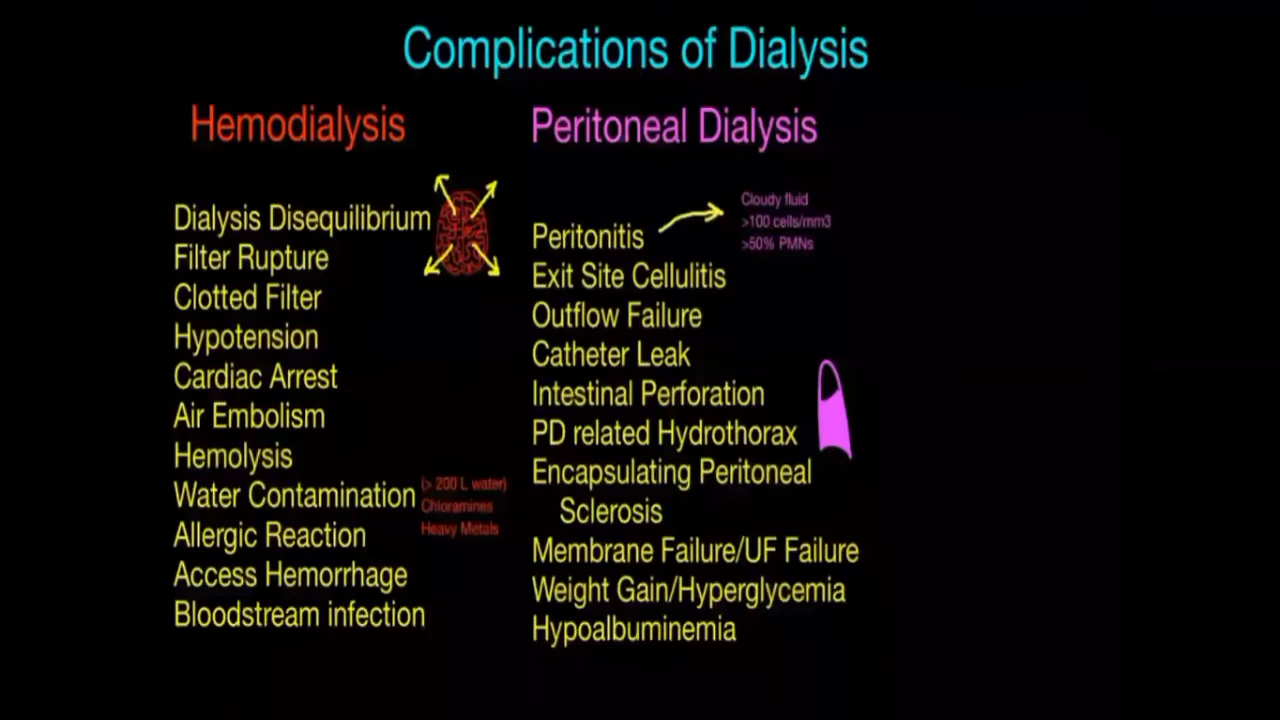 Complications of Dialysis
Hemodialysis
Dialysis Disequilibrium
Filter Rupture
Clotted Filter
Hypotension
Cardiac Arrest
Air Embolism
Hemolysis
Water Contamination
(> 200 L water)
Chloramines
Heavy Metals
Allergic Reaction
Access Hemorrhage
Bloodstream infection
Peritoneal Dialysis
Peritonitis
Cloudy fluid
>100 cells/mm3
>50% PMNs
Exit Site Cellulitis
Outflow Failure
Catheter Leak
Intestinal Perforation
PD related Hydrothorax
Encapsulating Peritoneal
Sclerosis
Membrane Failure/UF Failure
Weight Gain/Hyperglycemia
Hypoalbuminemia